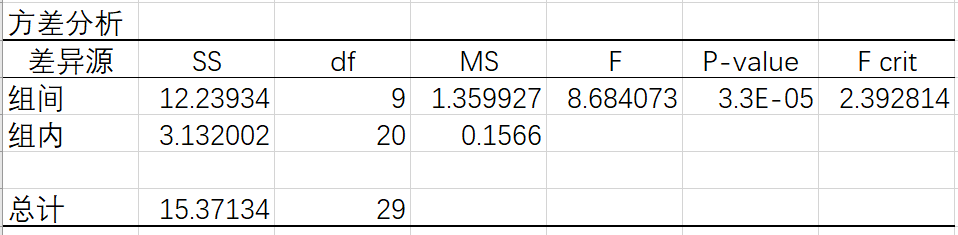 方差分析
差异源 SS df MS F P-value F crit
组间 12.23934 9 1.359927 8.684073 3.3E-05 2.392814
组内 3.132002 20 0.1566
总计 15.37134 29